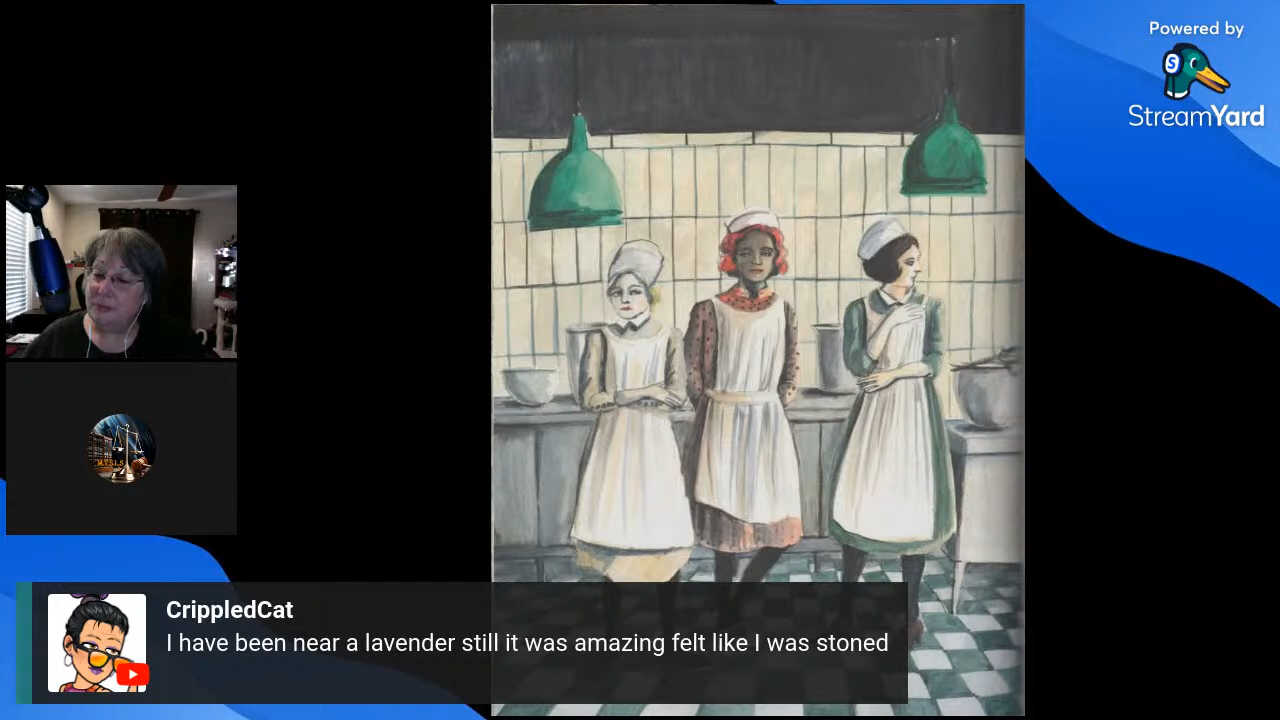 Powered by
StreamYard
M.T.S.L.S
CrippledCat
I have been near a lavender still it was amazing felt like I was stoned